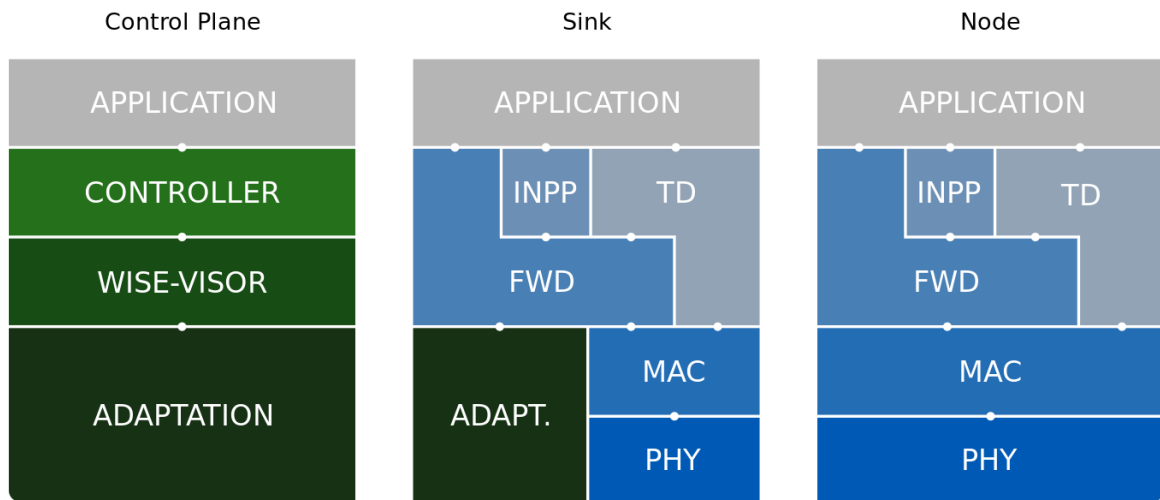 Control Plane
APPLICATION
CONTROLLER
WISE-VISOR
ADAPTATION
Sink
APPLICATION
INPP
TD
FWD
ADAPT.
MAC
PHY
Node
APPLICATION
INPP
TD
FWD
MAC
PHY